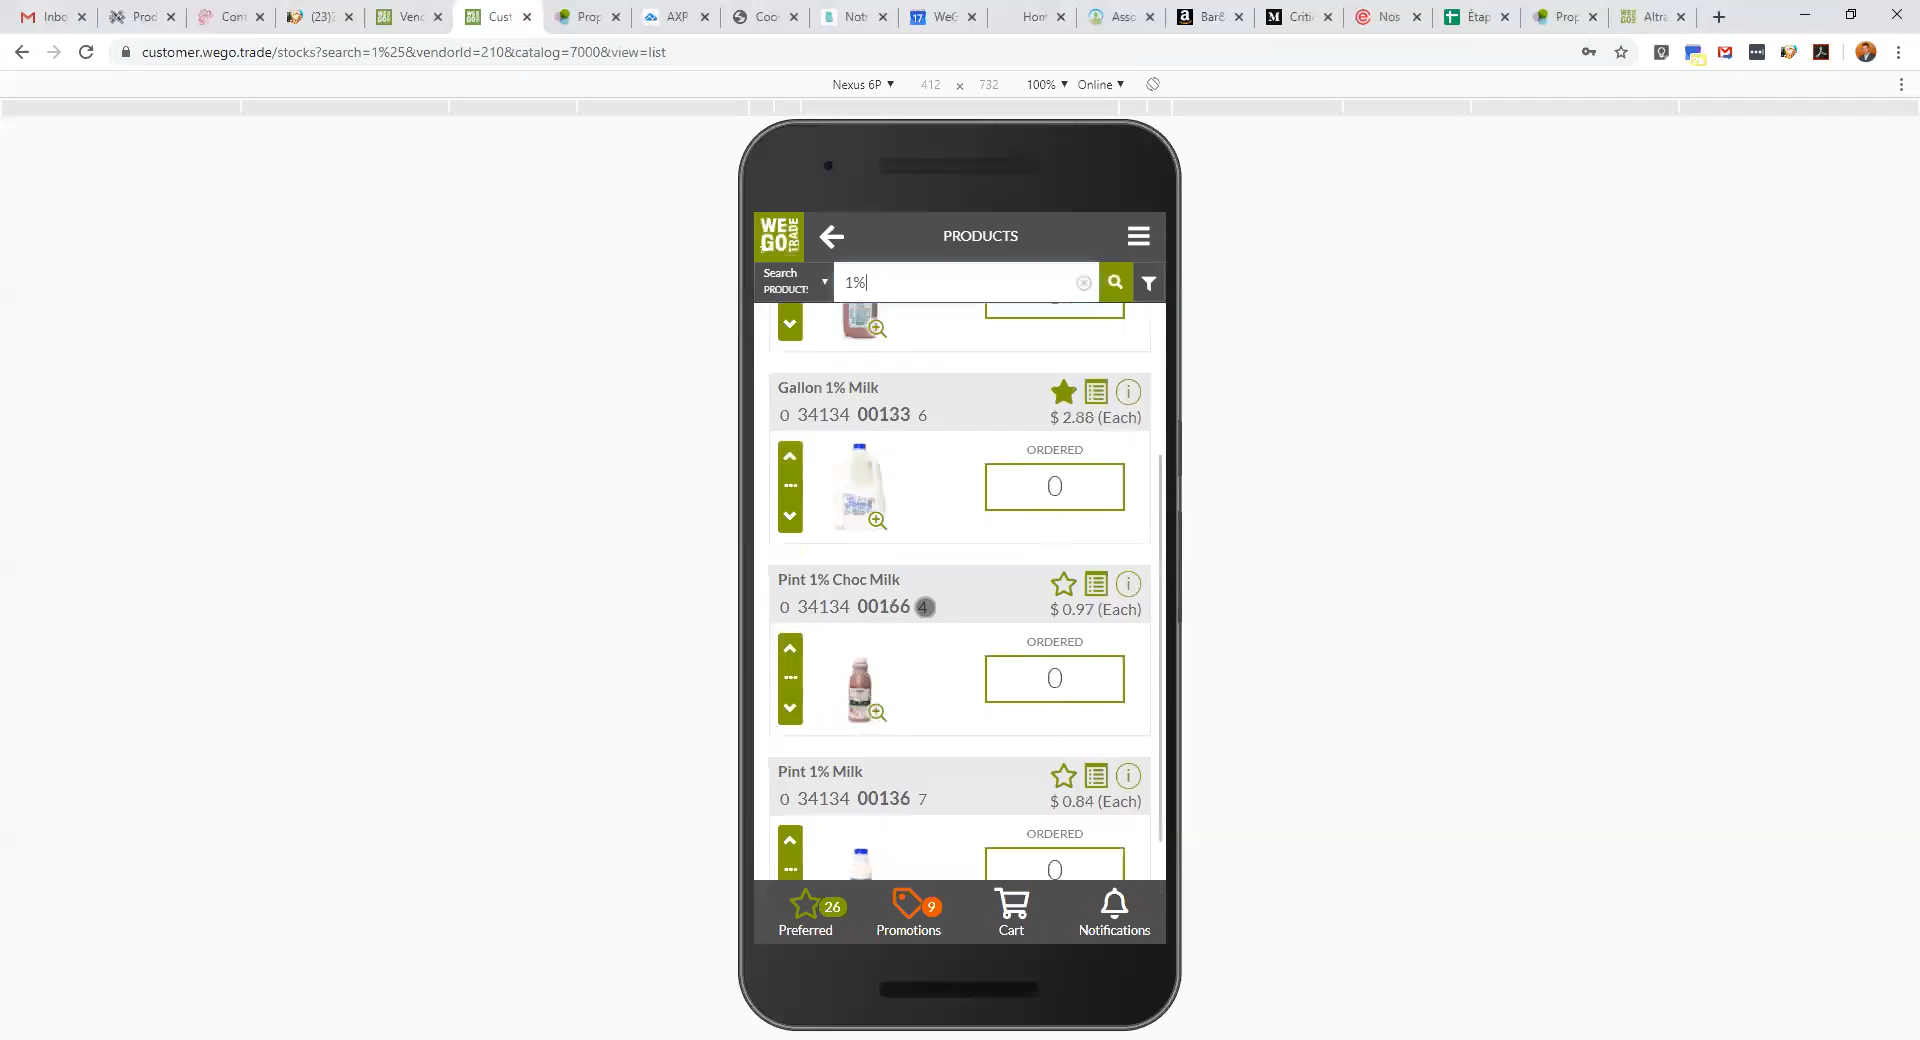 Inbo Prod Cont (23) Vend Cust Prop AXP Coo Notr WeG Hom Asso Bar& Criti Nos Étap Prop Altra
customer.wego.trade/stocks?search=1%25&vendorId=210&catalog=7000&view=list
Nexus 6P ▼ 412 x 732 100% ▼ Online ▼
WE GO TRADE PRODUCTS
Search
PRODUCT: 1%
Gallon 1% Milk
0 34134 00133 6 $ 2.88 (Each)
ORDERED
0
Pint 1% Choc Milk
0 34134 00166 4 $ 0.97 (Each)
ORDERED
0
Pint 1% Milk
0 34134 00136 7 $ 0.84 (Each)
ORDERED
0
26 9
Preferred Promotions Cart Notifications